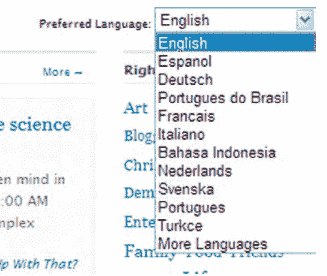 Preferred Language: English
English
Espanol
Deutsch
Portugues do Brasil
Francais
Italiano
Bahasa Indonesia
Nederlands
Svenska
Portugues
Turkce
More Languages
More →
Righ
e science
en mind in
:00 AM
mplex
Up With That?
Art
Blog
Chri
Dem
Ente
Family Food Friends